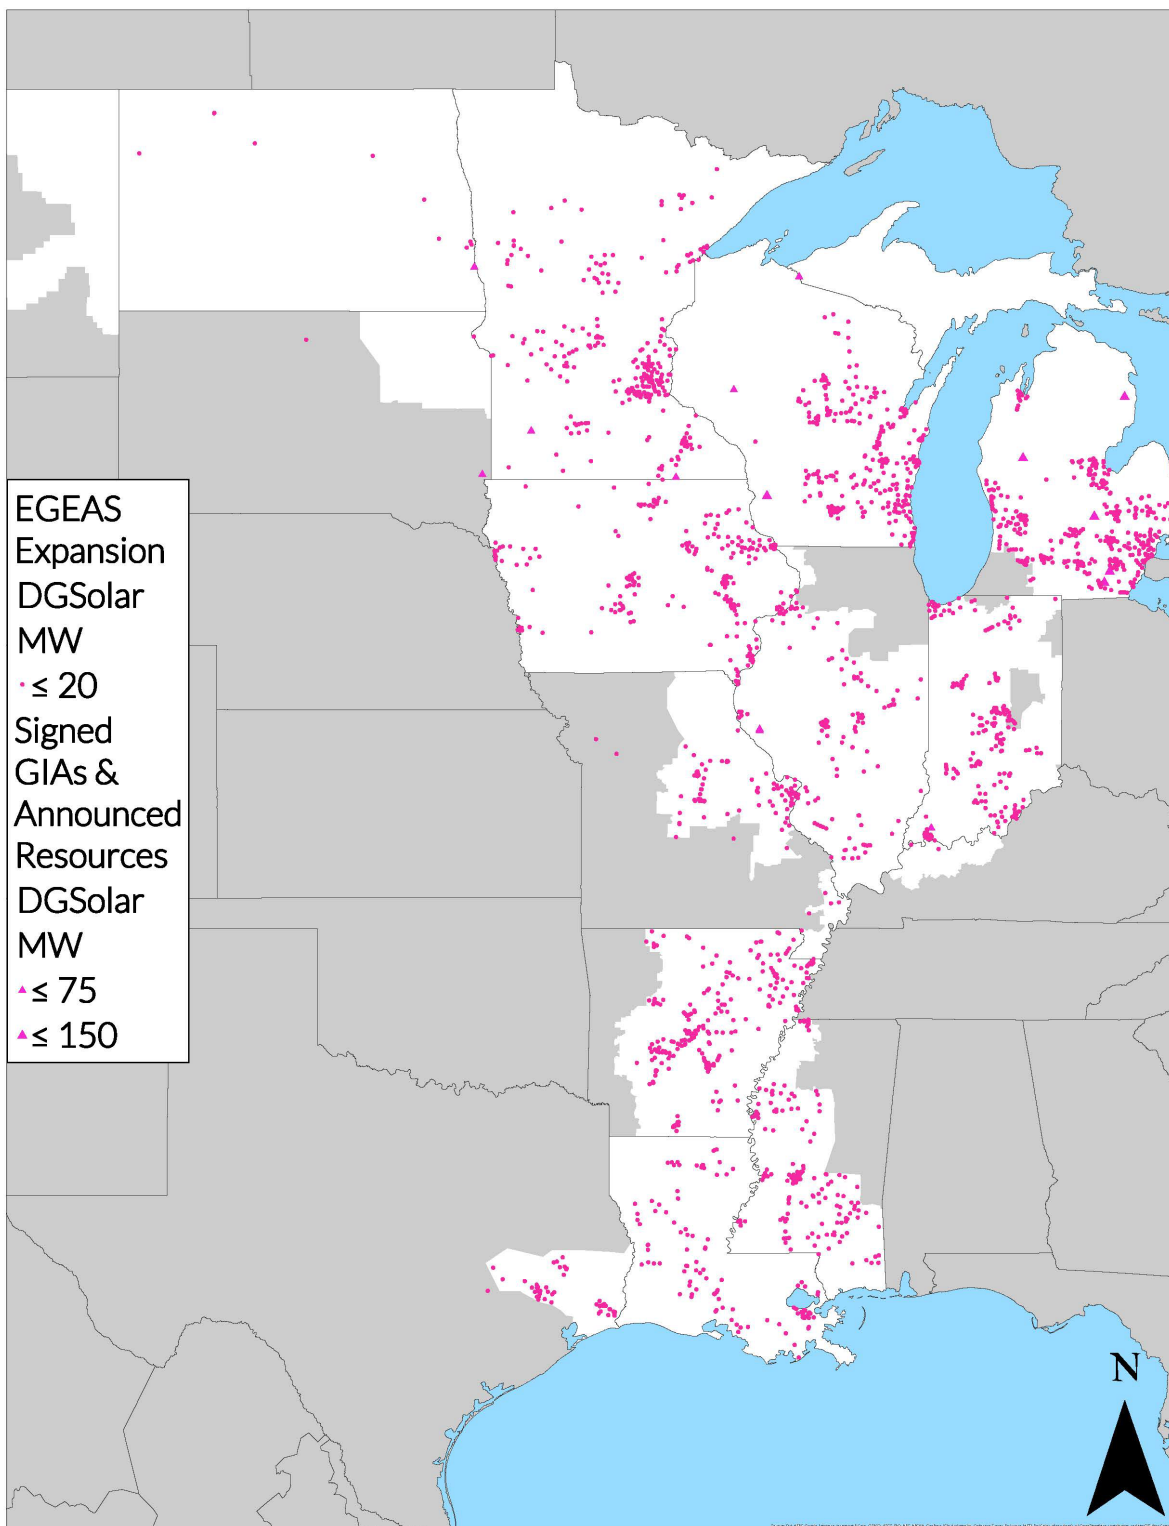 EGEAS
Expansion
DGSolar
MW
≤ 20
Signed
GIAs &
Announced
Resources
DGSolar
MW
≤ 75
≤ 150
N